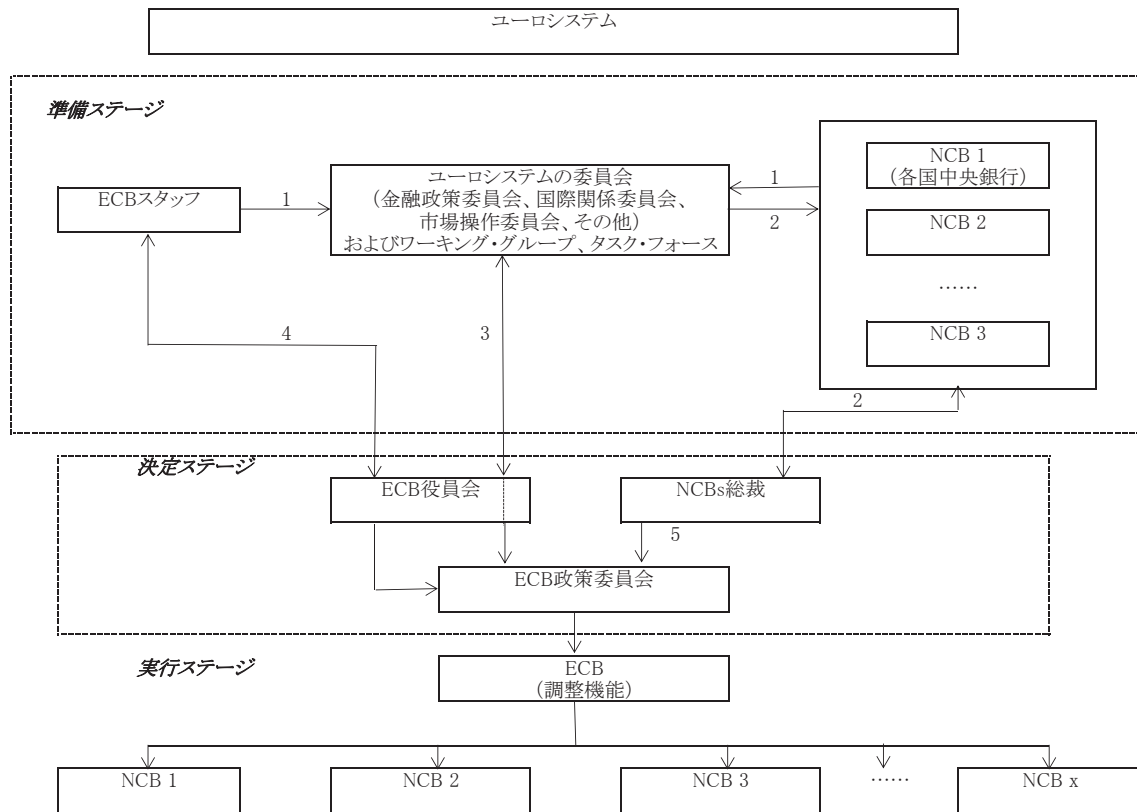 ユーロシステム
準備ステージ
ECBスタッフ
1
ユーロシステムの委員会
(金融政策委員会、国際関係委員会、
市場操作委員会、その他)
およびワーキング・グループ、タスク・フォース
1
2
NCB 1
(各国中央銀行)
NCB 2
……
NCB 3
4
3
2
決定ステージ
ECB役員会
NCBs総裁
5
ECB政策委員会
実行ステージ
ECB
(調整機能)
NCB 1
NCB 2
NCB 3
……
NCB x